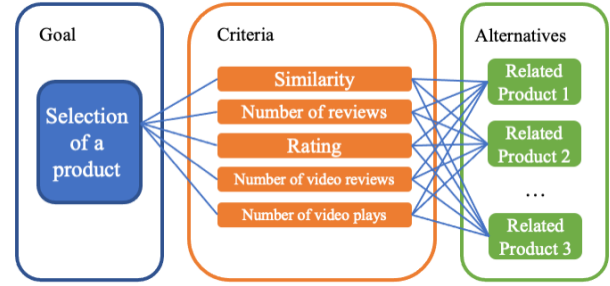 Goal
Criteria
Alternatives
Selection
of a
product
Similarity
Number of reviews
Rating
Number of video reviews
Number of video plays
Related
Product 1
Related
Product 2
...
Related
Product 3